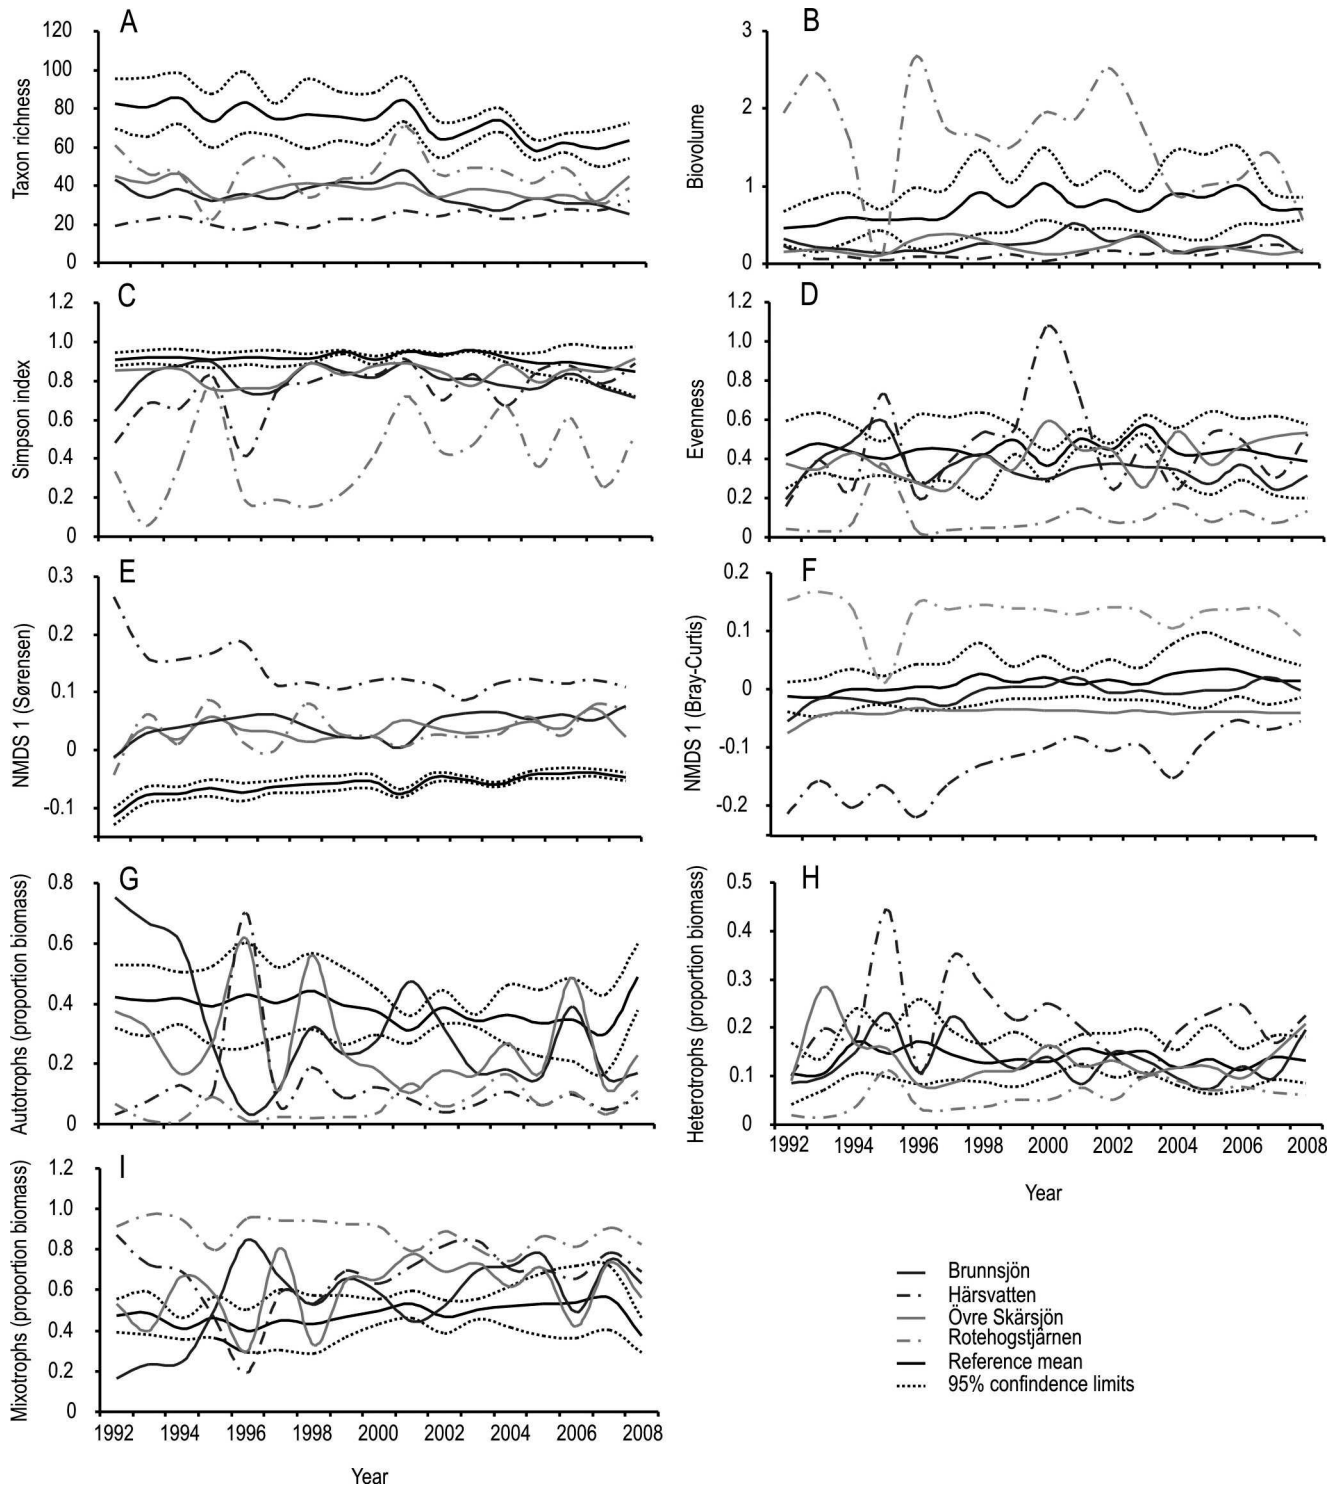 A
Taxon richness
120
100
80
60
40
20
0
B
Biovolume
3
2
1
0
C
Simpson index
1.2
1.0
0.8
0.6
0.4
0.2
0
D
Evenness
1.2
1.0
0.8
0.6
0.4
0.2
0
E
NMDS 1 (Sørensen)
0.3
0.2
0.1
0
-0.1
F
NMDS 1 (Bray-Curtis)
0.2
0.1
0
-0.1
-0.2
G
Autotrophs (proportion biomass)
0.8
0.6
0.4
0.2
0
H
Heterotrophs (proportion biomass)
0.5
0.4
0.3
0.2
0.1
0
1992 1994 1996 1998 2000 2002 2004 2006 2008
Year
I
Mixotrophs (proportion biomass)
1.2
1.0
0.8
0.6
0.4
0.2
0
1992 1994 1996 1998 2000 2002 2004 2006 2008
Year
Brunnsjön
Härsvatten
Övre Skärsjön
Rotehogstjärnen
Reference mean
95% confindence limits